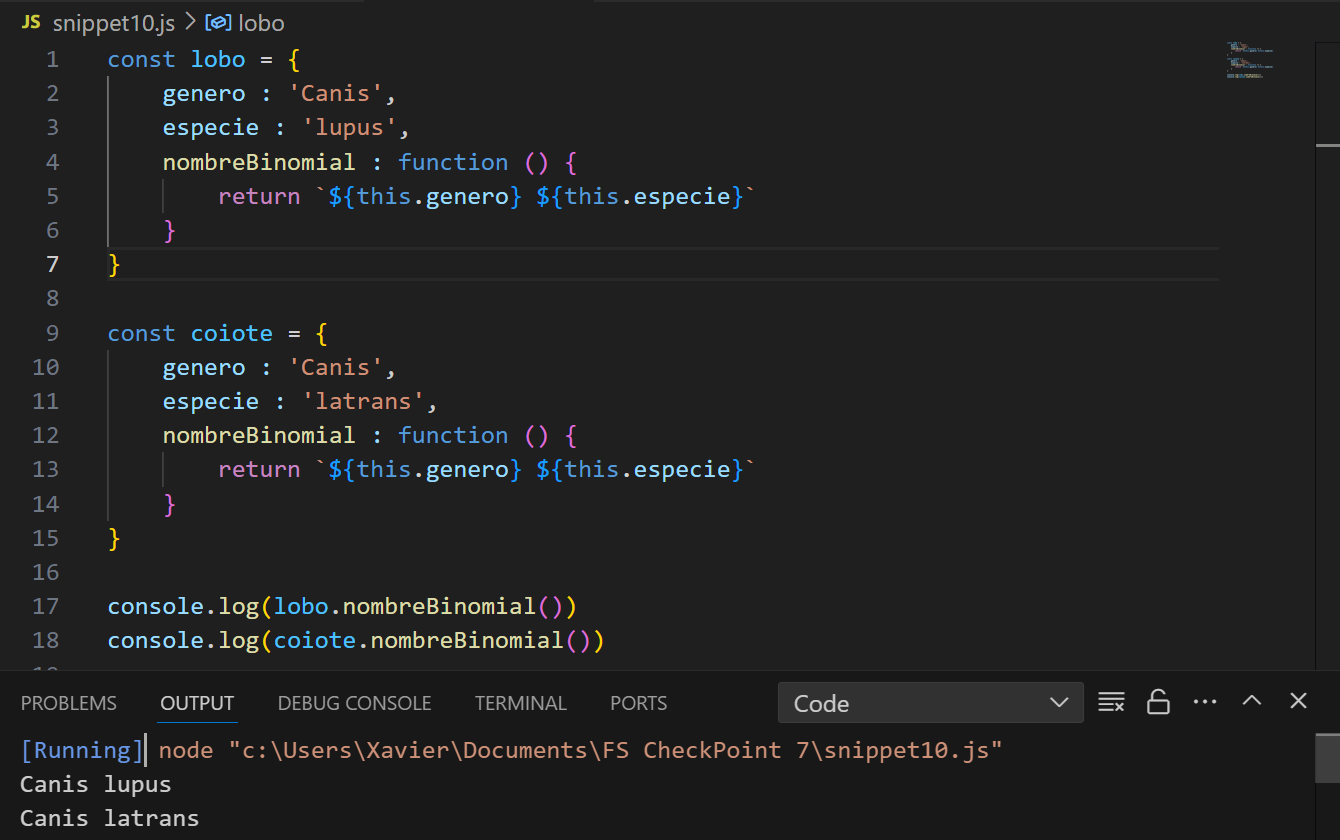 JS snippet10.js > lobo
1 const lobo = {
2 genero : 'Canis',
3 especie : 'lupus',
4 nombreBinomial : function () {
5 return `${this.genero} ${this.especie}`
6 }
7 }
8
9 const coiote = {
10 genero : 'Canis',
11 especie : 'latrans',
12 nombreBinomial : function () {
13 return `${this.genero} ${this.especie}`
14 }
15 }
16
17 console.log(lobo.nombreBinomial())
18 console.log(coiote.nombreBinomial())
PROBLEMS OUTPUT DEBUG CONSOLE TERMINAL PORTS Code
[Running] node "c:\Users\Xavier\Documents\FS CheckPoint 7\snippet10.js"
Canis lupus
Canis latrans